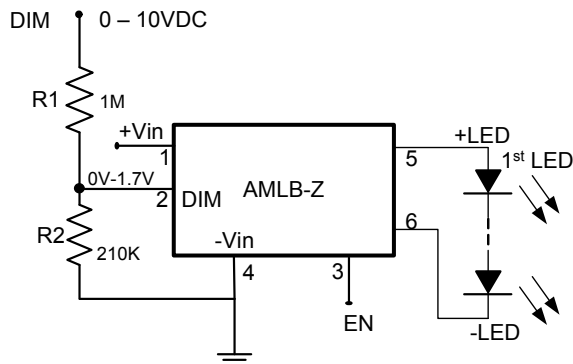 DIM 0 – 10VDC
R1 1M
+Vin
1
0V-1.7V
2
DIM
AMLB-Z
-Vin
4
3
EN
R2
210K
5
6
+LED
1st LED
-LED